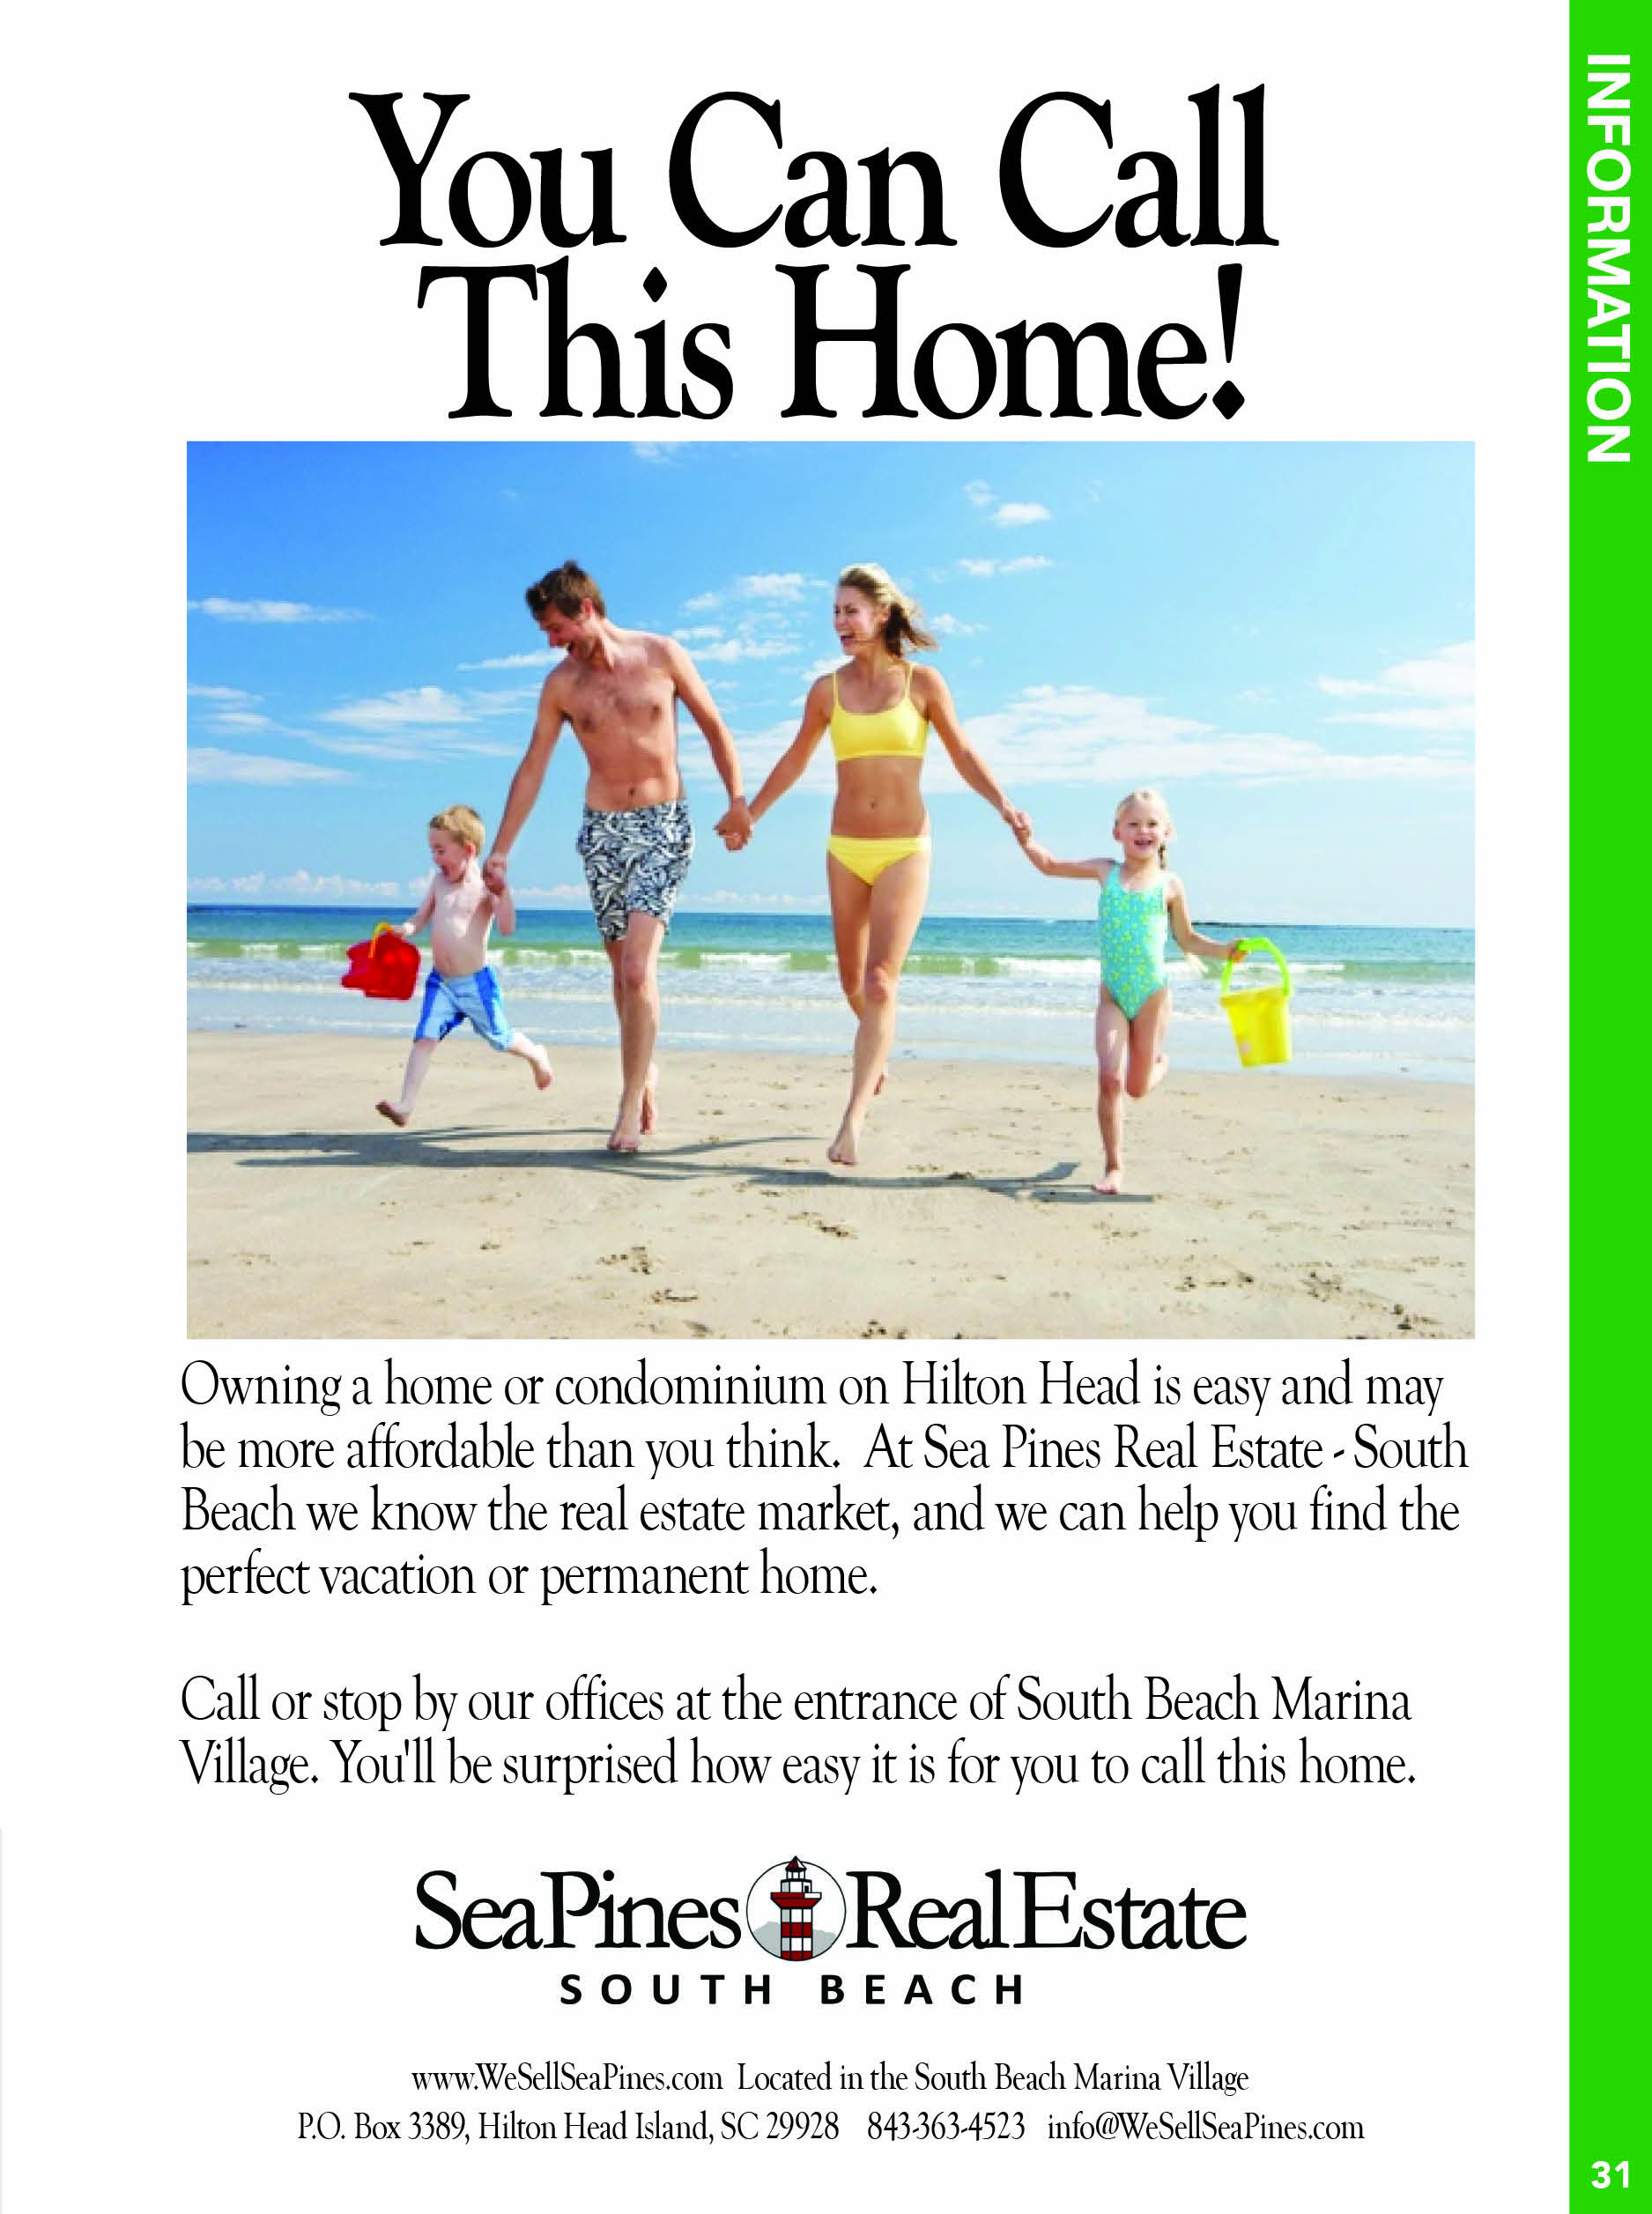 You Can Call
This Home!
INFORMATION
Owning a home or condominium on Hilton Head is easy and may
be more affordable than you think.  At Sea Pines Real Estate - South
Beach we know the real estate market, and we can help you find the
perfect vacation or permanent home.
Call or stop by our offices at the entrance of South Beach Marina
Village. You'll be surprised how easy it is for you to call this home.
Sea Pines Real Estate
SOUTH BEACH
www.WeSellSeaPines.com  Located in the South Beach Marina Village
P.O. Box 3389, Hilton Head Island, SC 29928  843-363-4523  info@WeSellSeaPines.com
31